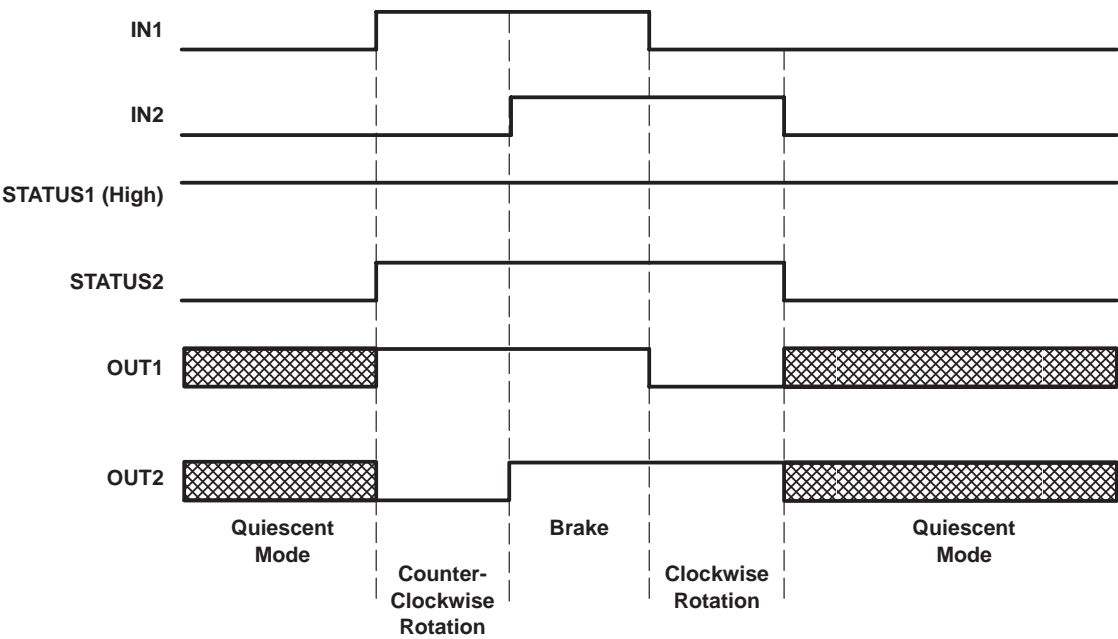 IN1
IN2
STATUS1 (High)
STATUS2
OUT1
OUT2
Quiescent
Mode
Counter-
Clockwise
Rotation
Brake
Clockwise
Rotation
Quiescent
Mode